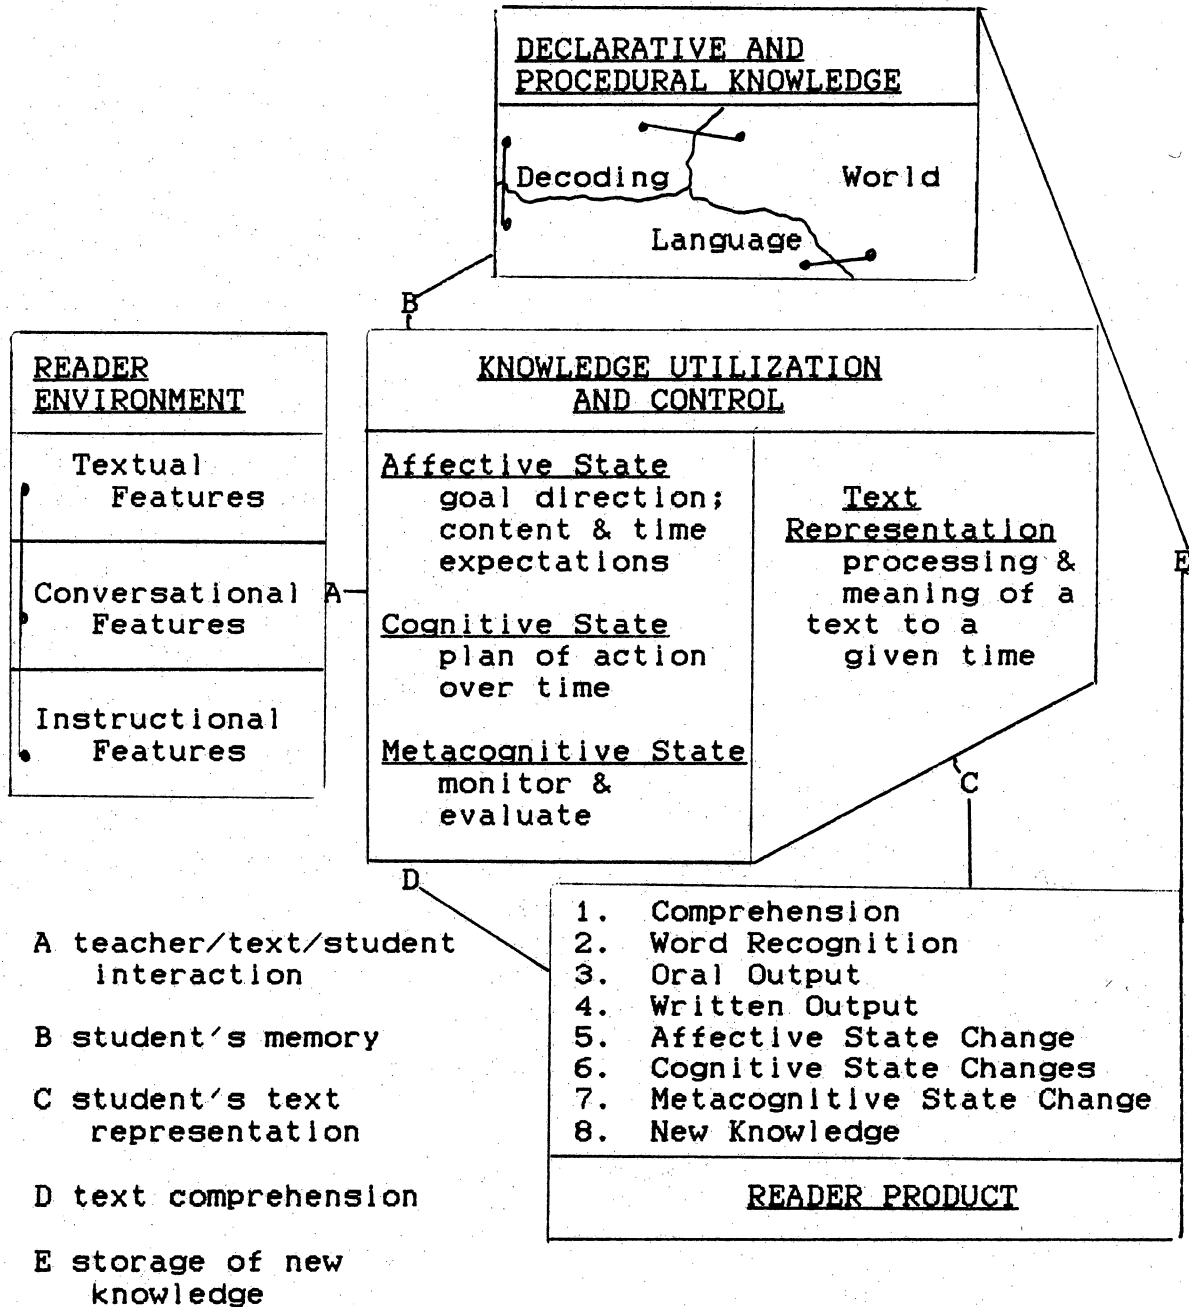 DECLARATIVE AND
PROCEDURAL KNOWLEDGE
Decoding
World
Language
B
READER
ENVIRONMENT
Textual
Features
Conversational
Features
Instructional
Features
A
KNOWLEDGE UTILIZATION
AND CONTROL
Affective State
goal direction;
content & time
expectations
Cognitive State
plan of action
over time
Metacognitive State
monitor &
evaluate
Text
Representation
processing &
meaning of a
text to a
given time
E
C
D
1. Comprehension
2. Word Recognition
3. Oral Output
4. Written Output
5. Affective State Change
6. Cognitive State Changes
7. Metacognitive State Change
8. New Knowledge
READER PRODUCT
A teacher/text/student
interaction
B student's memory
C student's text
representation
D text comprehension
E storage of new
knowledge